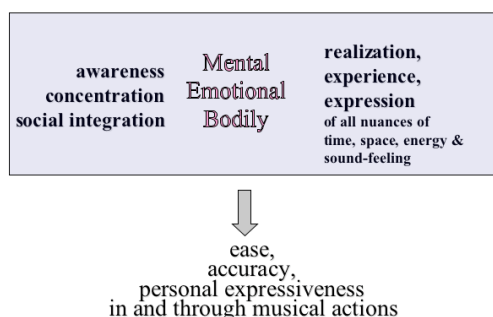 awareness
concentration
social integration
Mental
Emotional
Bodily
realization,
experience,
expression
of all nuances of
time, space, energy &
sound-feeling
ease,
accuracy,
personal expressiveness
in and through musical actions